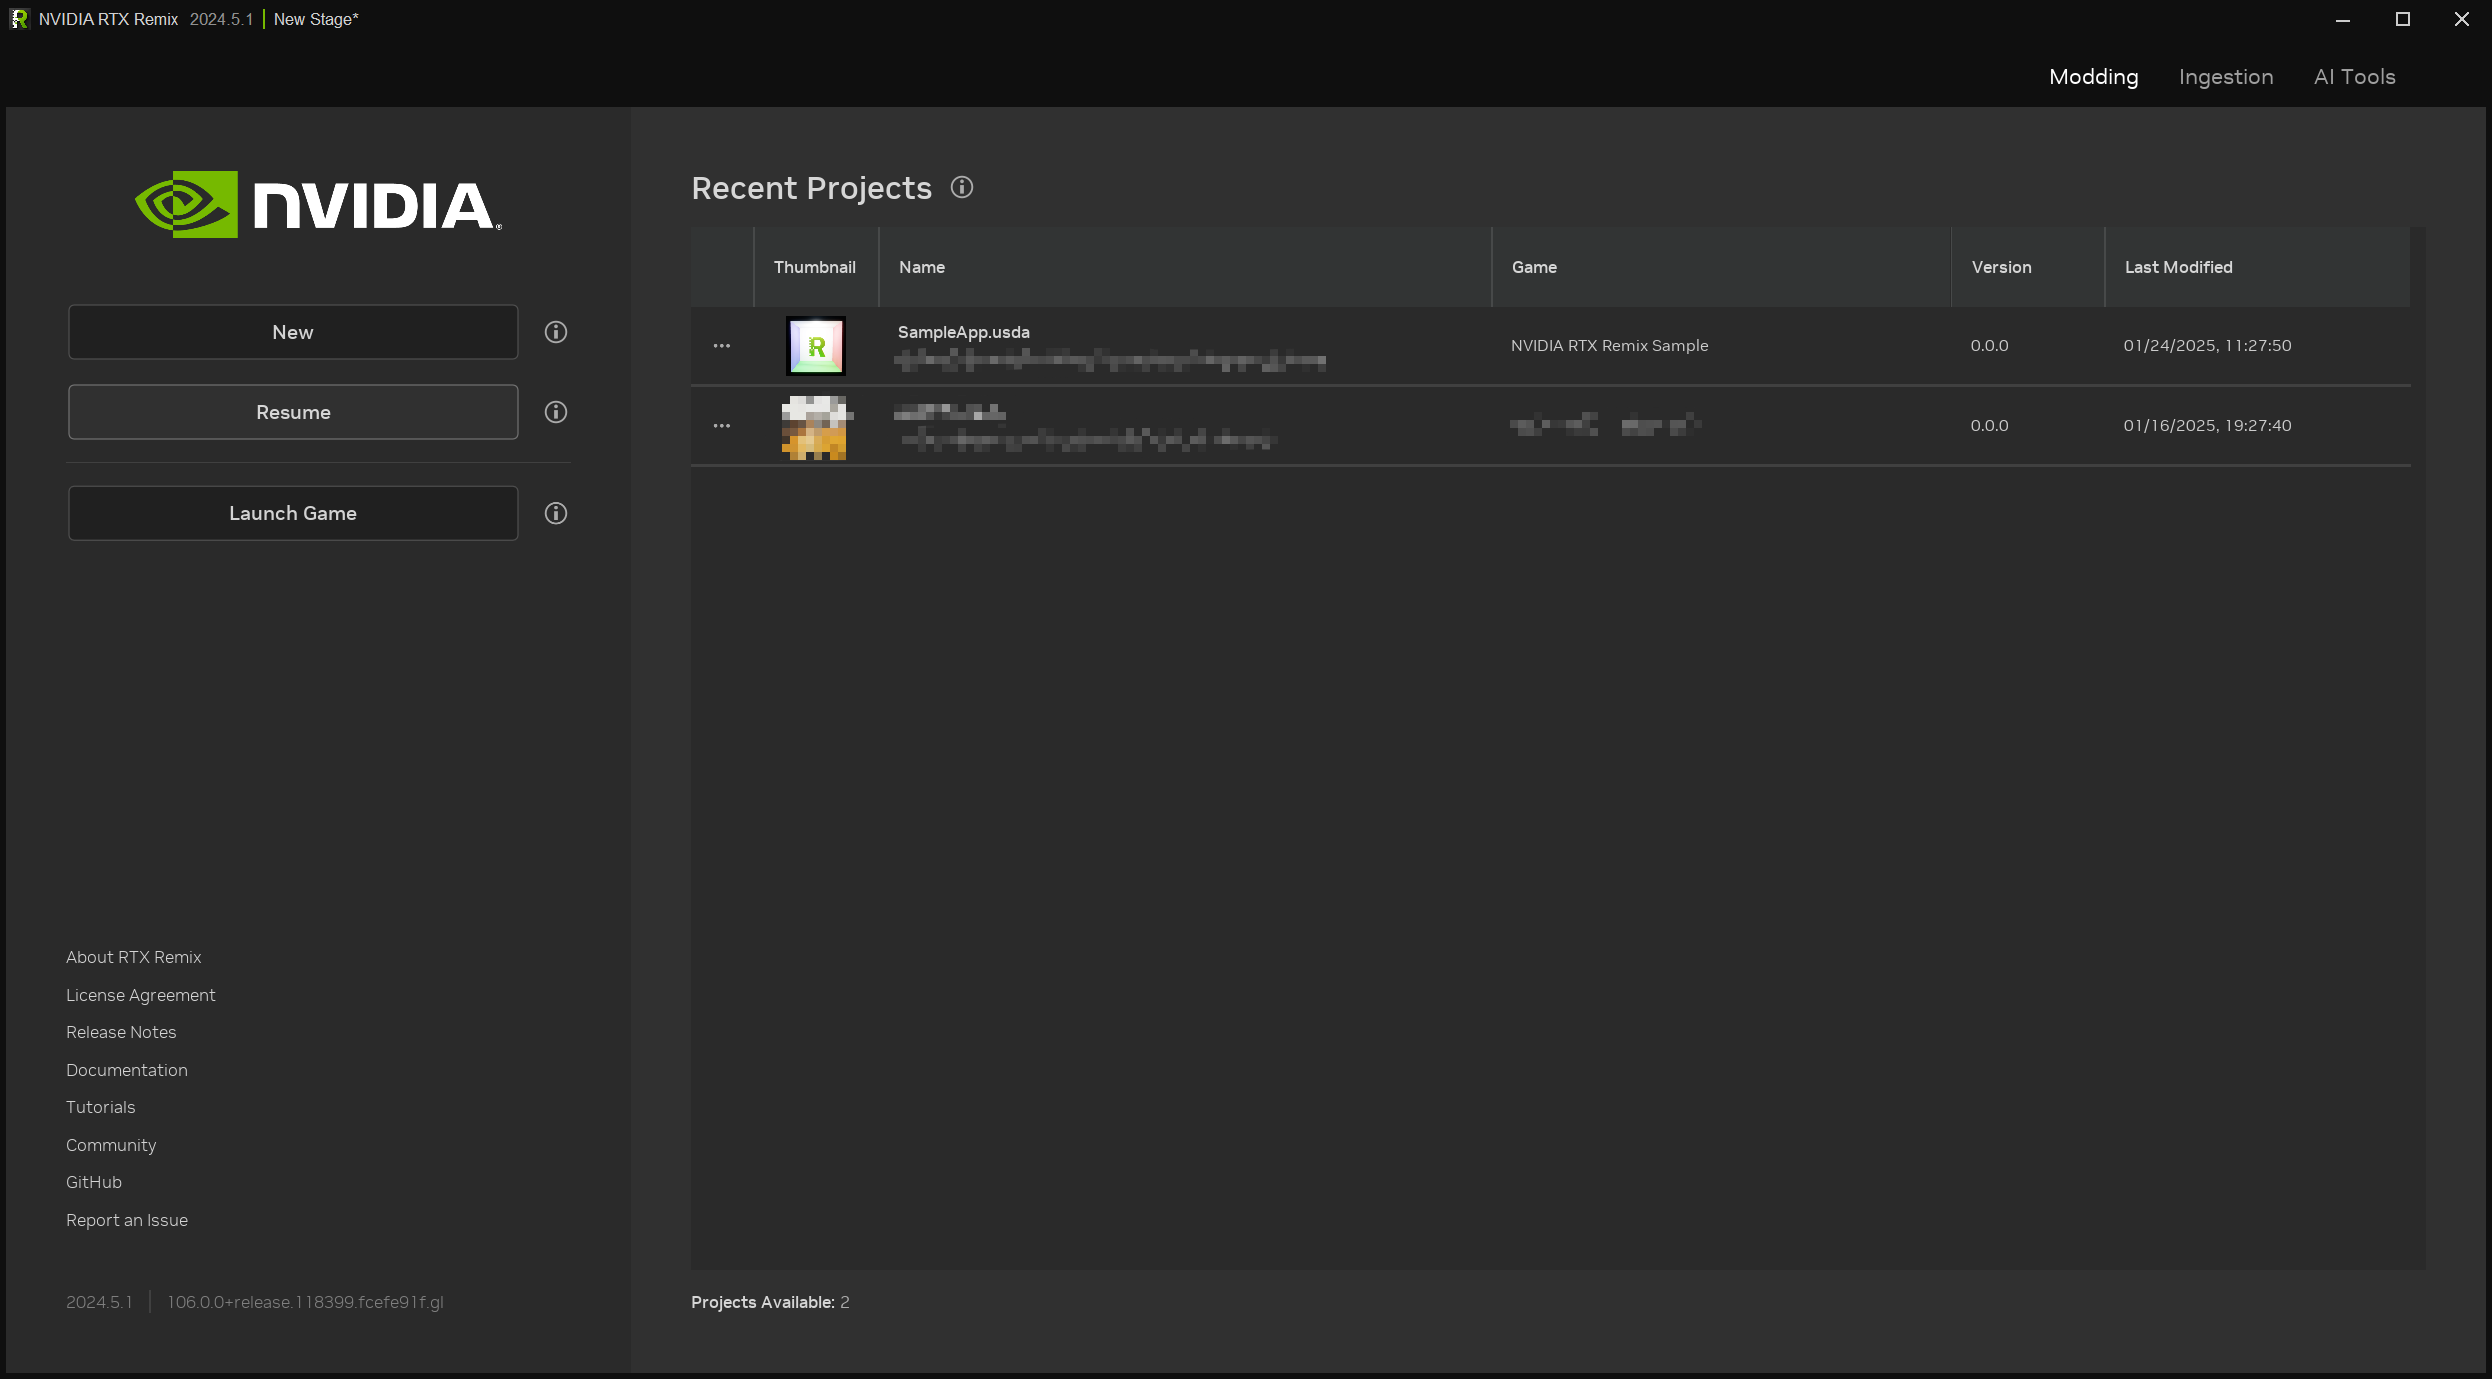 NVIDIA RTX Remix 2024.5.1 | New Stage*
Modding Ingestion AI Tools
NVIDIA.
New
Resume
Launch Game
About RTX Remix
License Agreement
Release Notes
Documentation
Tutorials
Community
GitHub
Report an Issue
2024.5.1 | 106.0.0+release.118399.fcefe91f.gl
Recent Projects
Thumbnail Name Game Version Last Modified
SampleApp.usda
NVIDIA RTX Remix Sample 0.0.0 01/24/2025, 11:27:50
0.0.0 01/16/2025, 19:27:40
Projects Available: 2